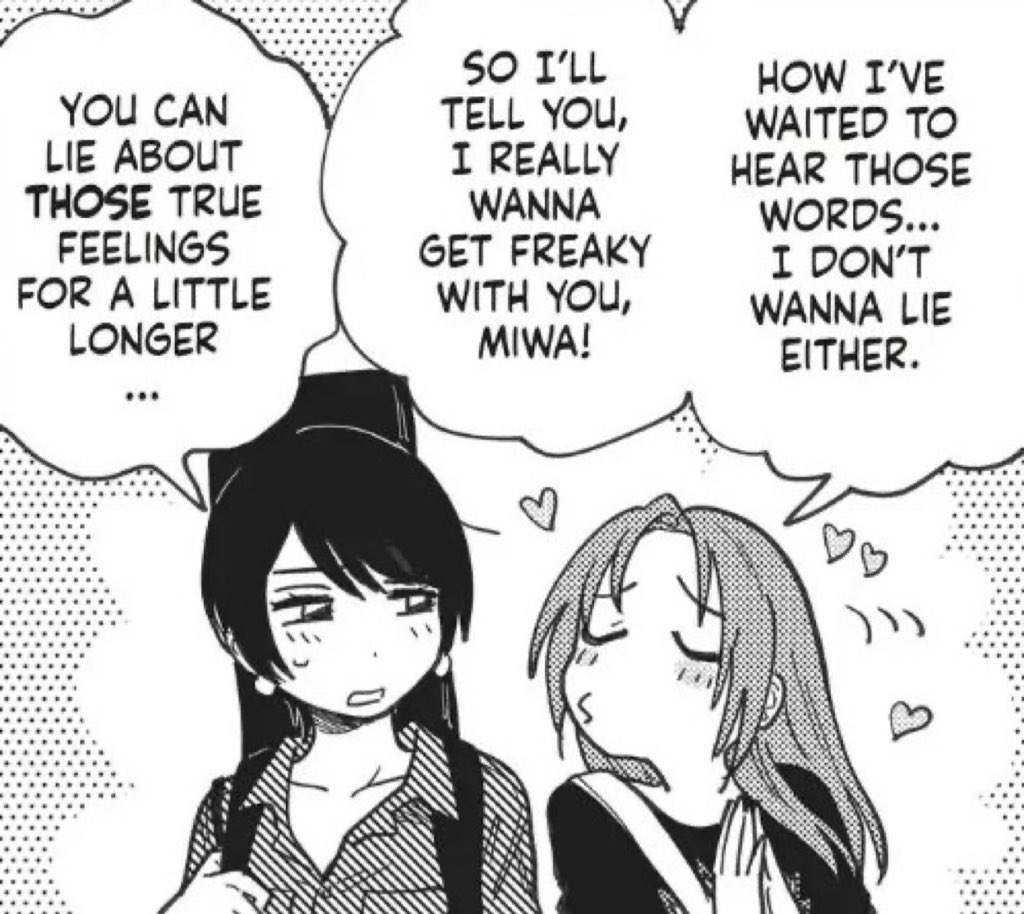 HOW I'VE
WAITED TO
HEAR THOSE
WORDS...
I DON'T
WANNA LIE
EITHER.
SO I'LL
TELL YOU,
I REALLY
WANNA
GET FREAKY
WITH YOU,
MIWA!
YOU CAN
LIE ABOUT
THOSE TRUE
FEELINGS
FOR A LITTLE
LONGER
...